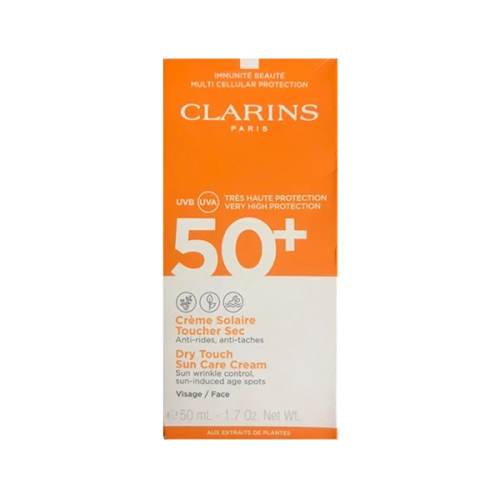 IMMUNITÉ BEAUTÉ
MULTI CELLULAR PROTECTION
CLARINS
PARIS
UVB UVA TRÈS HAUTE PROTECTION
VERY HIGH PROTECTION
50+
Crème Solaire
Toucher Sec
Anti-rides, anti-taches
Dry Touch
Sun Care Cream
Sun wrinkle control,
sun-induced age spots
Visage / Face
℮ 50 mL - 1.7 Oz. Net Wt.
AUX EXTRAITS DE PLANTES